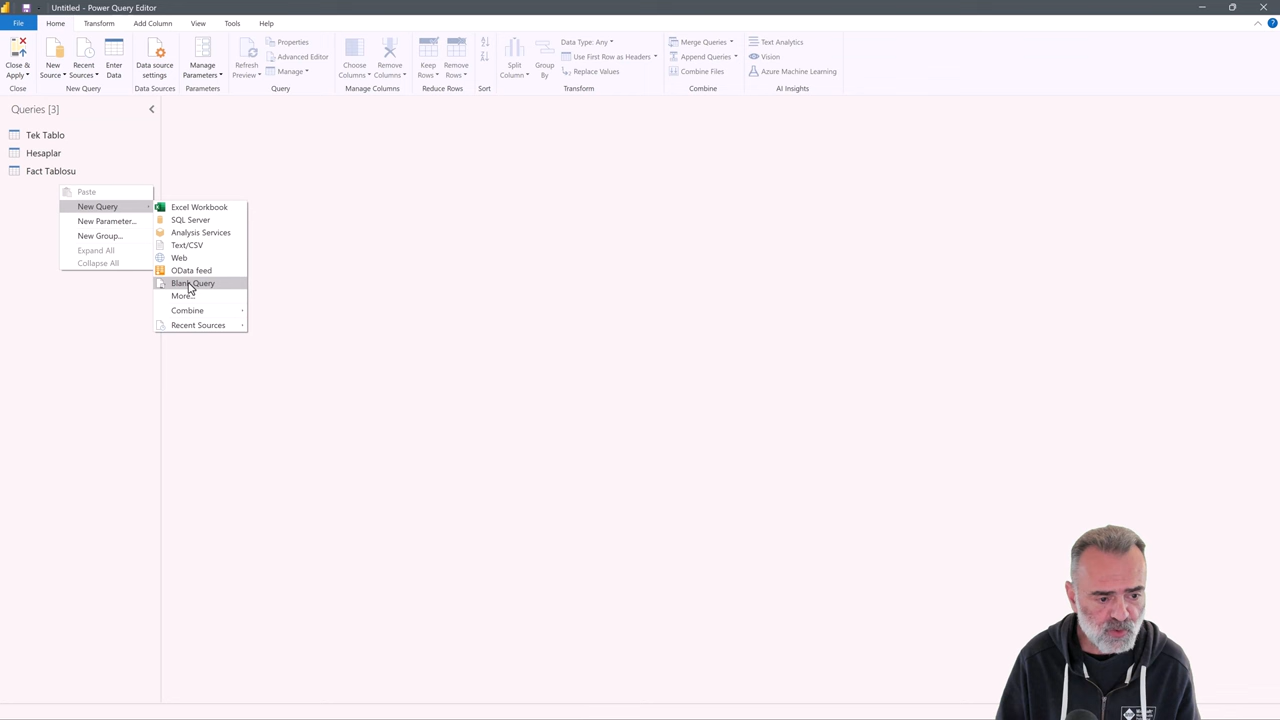 Untitled - Power Query Editor
File Home Transform Add Column View Tools Help
Close & Apply
New Source
Recent Sources
Enter Data
Data source settings
Manage Parameters
Refresh Preview
Properties
Advanced Editor
Manage
Choose Columns
Remove Columns
Keep Rows
Remove Rows
Split Column
Group By
Data Type: Any
Use First Row as Headers
Replace Values
Merge Queries
Append Queries
Combine Files
Text Analytics
Vision
Azure Machine Learning
Close New Query Data Sources Parameters Query Manage Columns Reduce Rows Sort Transform Combine AI Insights
Queries [3]
Tek Tablo
Hesaplar
Fact Tablosu
Paste
New Query
New Parameter...
New Group...
Expand All
Collapse All
Excel Workbook
SQL Server
Analysis Services
Text/CSV
Web
OData feed
Blank Query
More...
Combine
Recent Sources